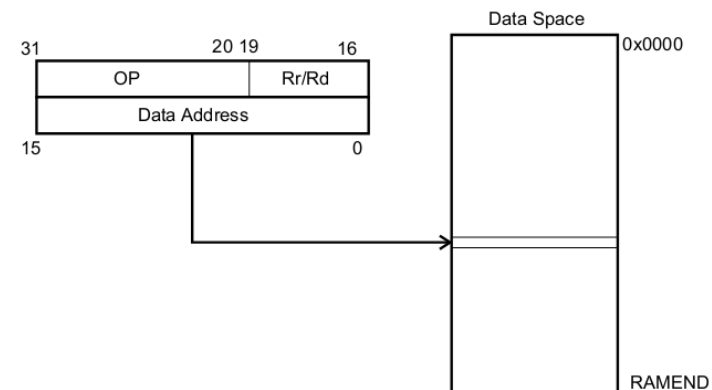 Data Space
0x0000
31 20 19 16
OP Rr/Rd
Data Address
15 0
RAMEND